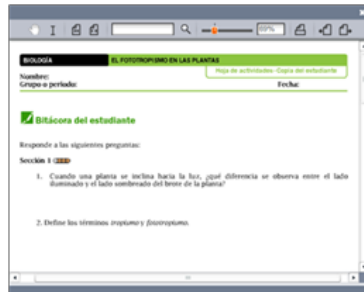 89%
BIOLOGÍA EL FOTOTROPISMO EN LAS PLANTAS
Hoja de actividades- Copia del estudiante
Nombre:
Grupo o período: Fecha:
Bitácora del estudiante
Responde a las siguientes preguntas:
Sección 1
1. Cuando una planta se inclina hacia la luz, ¿qué diferencia se observa entre el lado
iluminado y el lado sombreado del brote de la planta?
2. Define los términos tropismo y fototropismo.